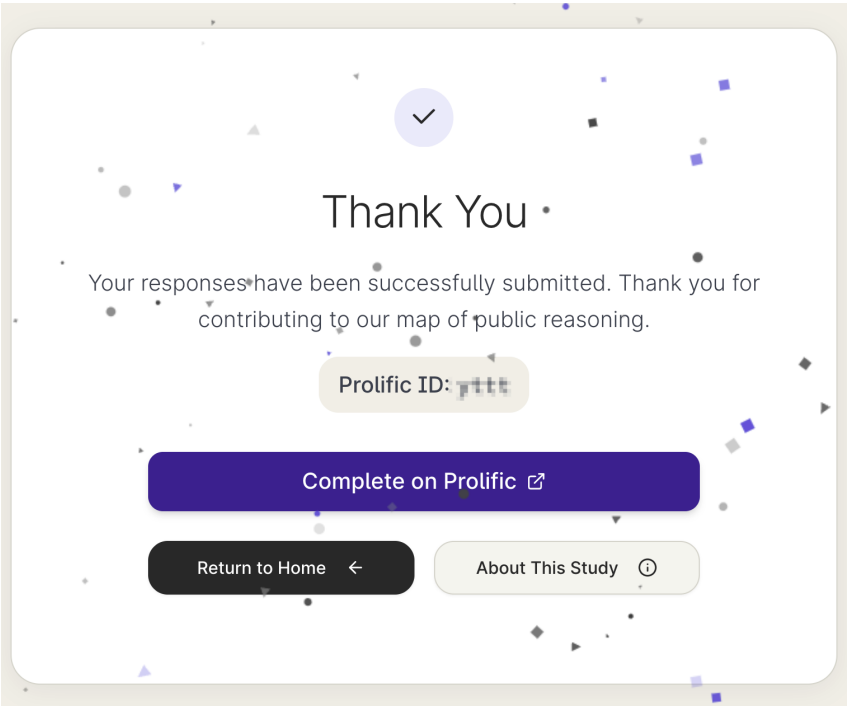 Thank You
Your responses have been successfully submitted. Thank you for
contributing to our map of public reasoning.
Prolific ID:
Complete on Prolific
Return to Home
About This Study